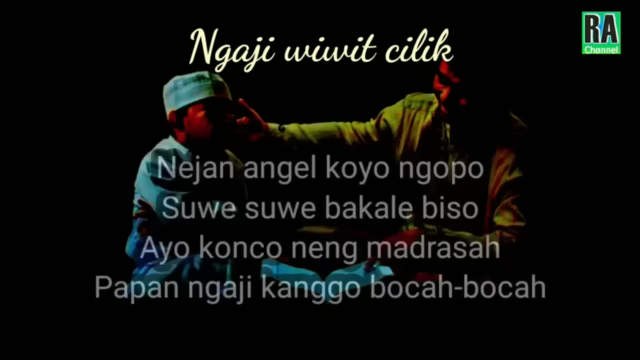 Ngaji wiwit cilik
RA
Channel
Nejan angel koyo ngopo
Suwe suwe bakale biso
Ayo konco neng madrasah
Papan ngaji kanggo bocah-bocah